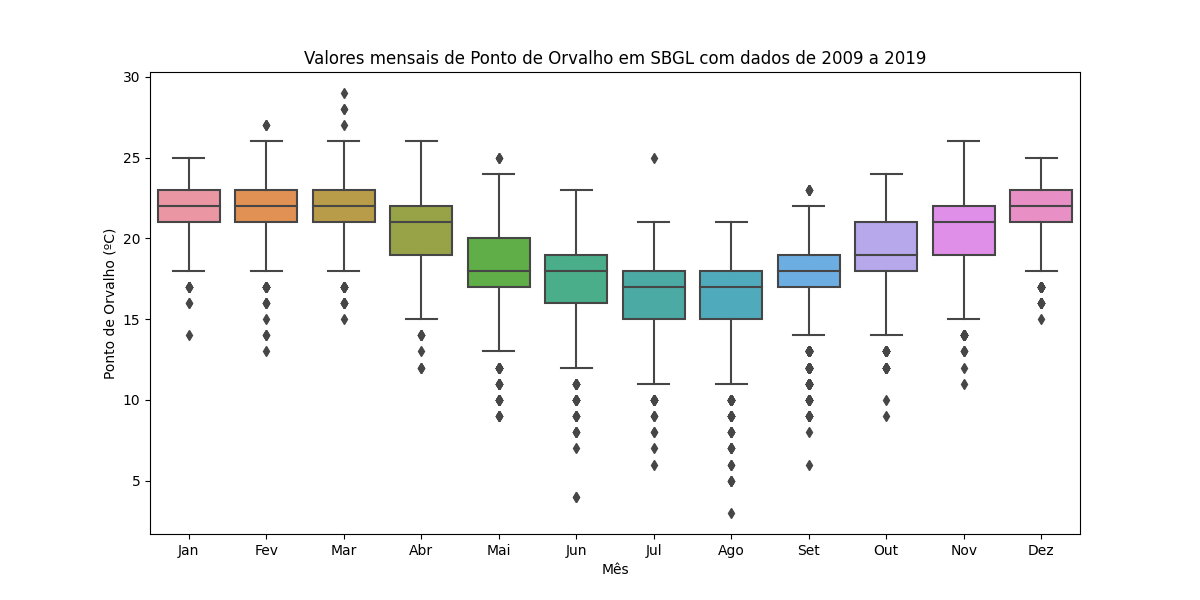 Valores mensais de Ponto de Orvalho em SBGL com dados de 2009 a 2019
Ponto de Orvalho (ºC)
30
25
20
15
10
5
Jan Fev Mar Abr Mai Jun Jul Ago Set Out Nov Dez
Mês